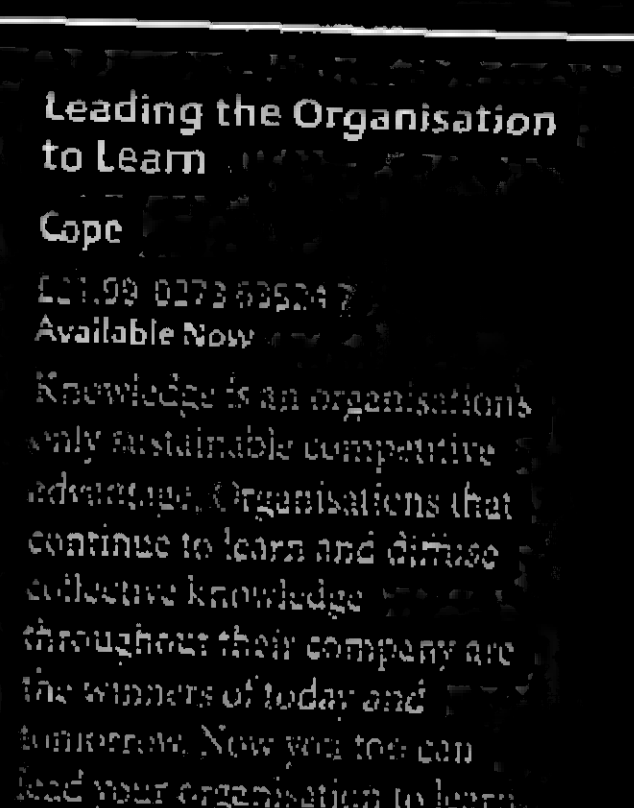 Leading the Organisation
to Learn
Cope
Available Now
Knowledge is an organisation's
only sustainable competitive
advantage. Organisations that
continue to learn and diffuse
collective knowledge
throughout their company are
the winners of today and
tomorrow. Now you too can
lead your organisation to learn